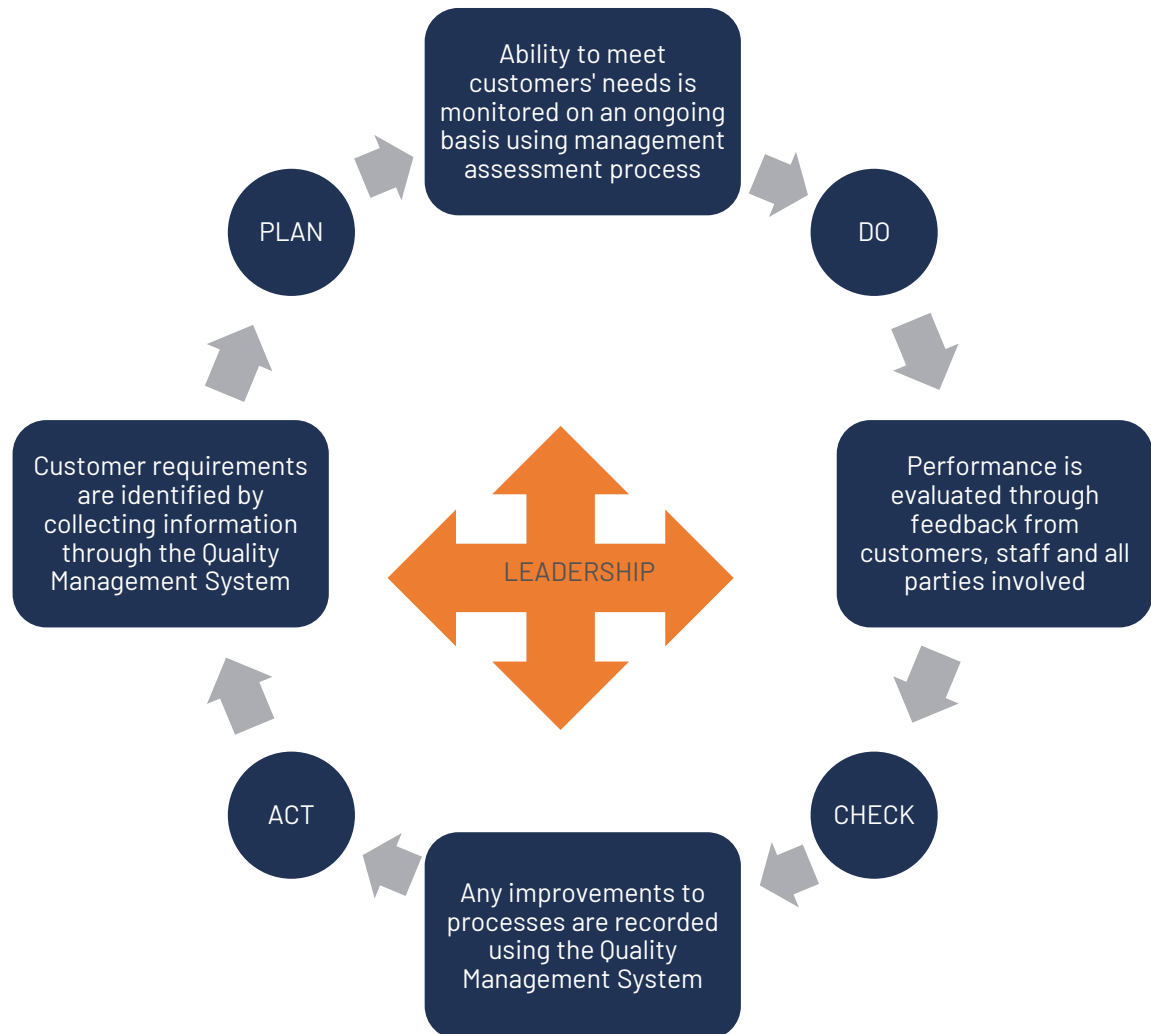 Ability to meet
customers' needs is
monitored on an ongoing
basis using management
assessment process
PLAN
DO
Customer requirements
are identified by
collecting information
through the Quality
Management System
LEADERSHIP
Performance is
evaluated through
feedback from
customers, staff and all
parties involved
ACT
CHECK
Any improvements to
processes are recorded
using the Quality
Management System